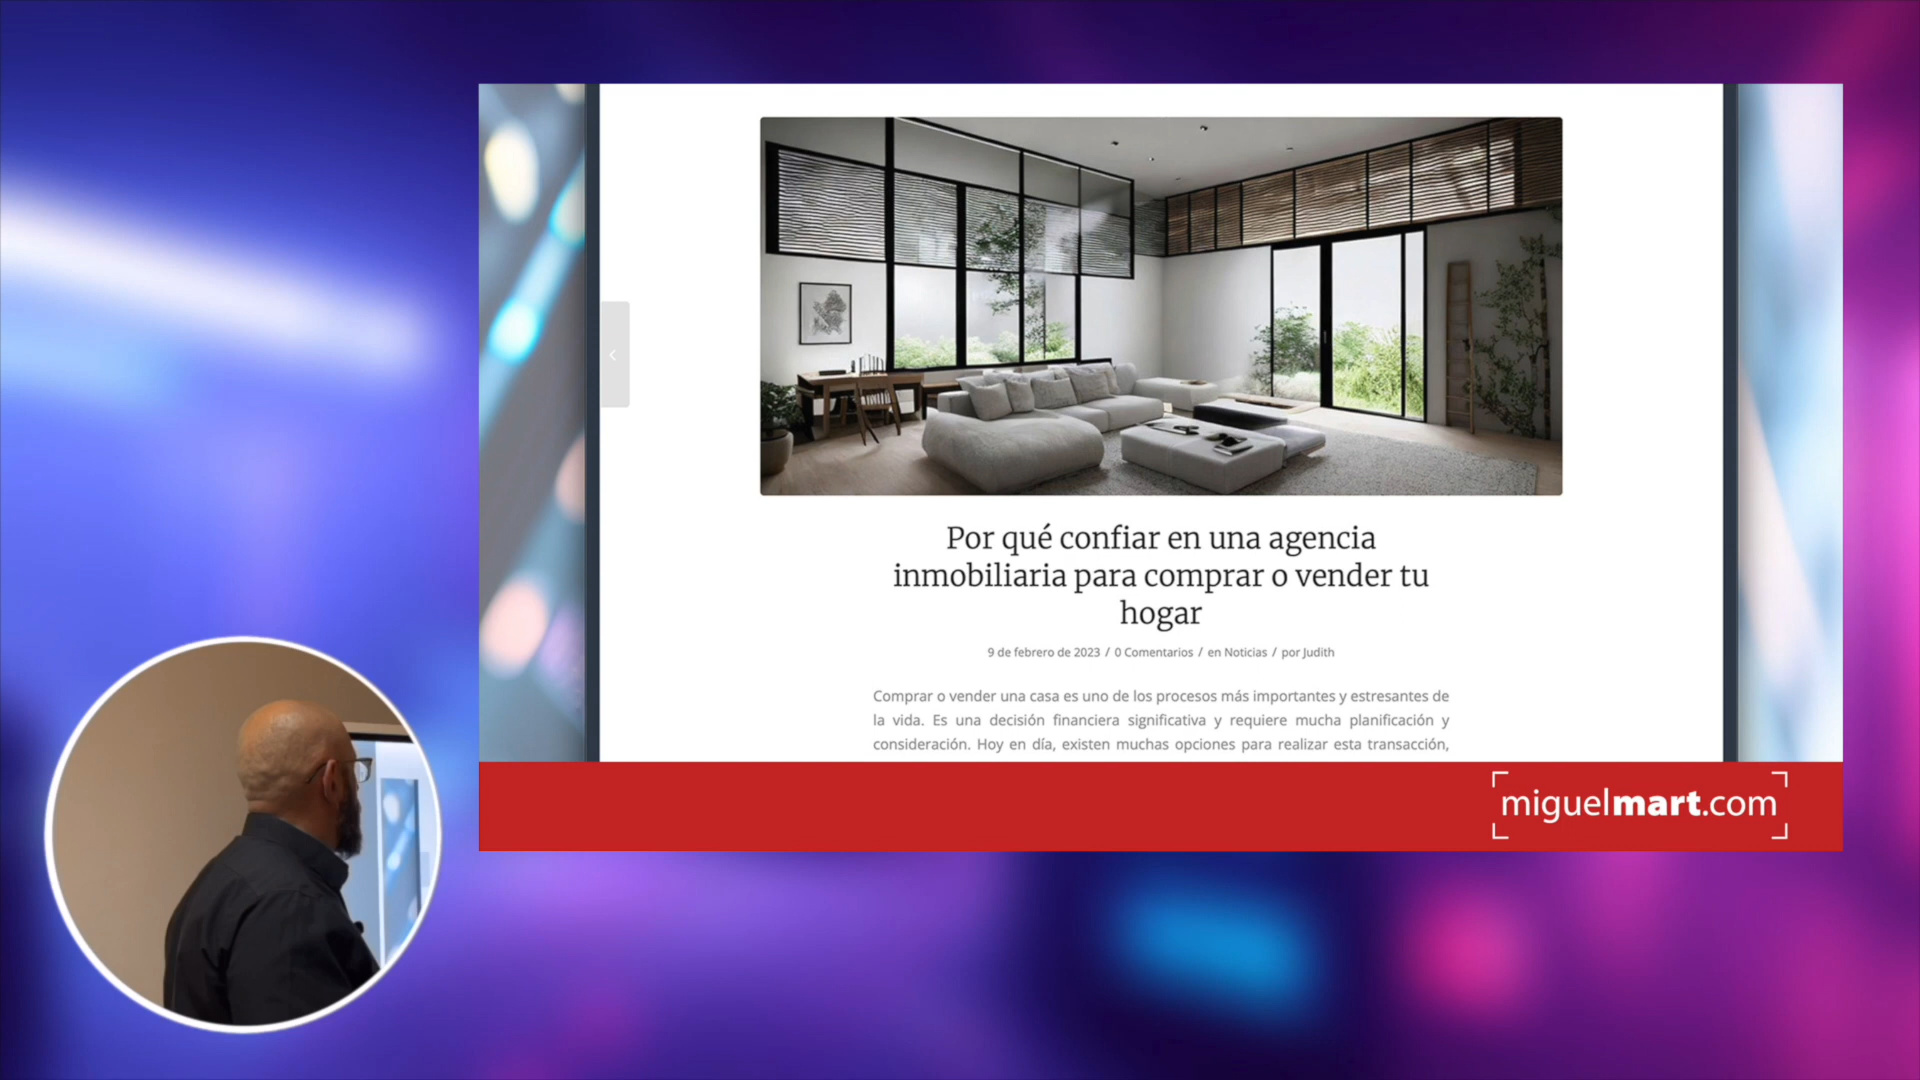 Por qué confiar en una agencia
inmobiliaria para comprar o vender tu
hogar
9 de febrero de 2023 / 0 Comentarios / en Noticias / por Judith
Comprar o vender una casa es uno de los procesos más importantes y estresantes de
la vida. Es una decisión financiera significativa y requiere mucha planificación y
consideración. Hoy en día, existen muchas opciones para realizar esta transacción,
miguelmart.com